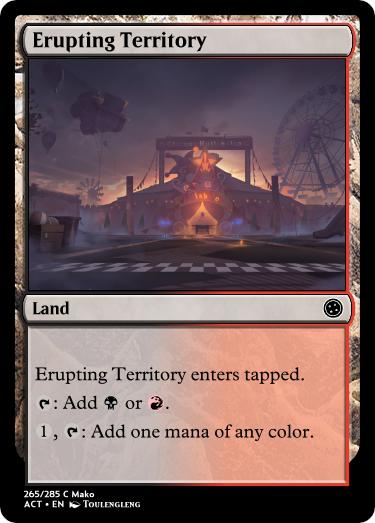 Erupting Territory
Land
Erupting Territory enters tapped.
: Add or .
1 , : Add one mana of any color.
265/285 C Mako
ACT • EN Toulengleng